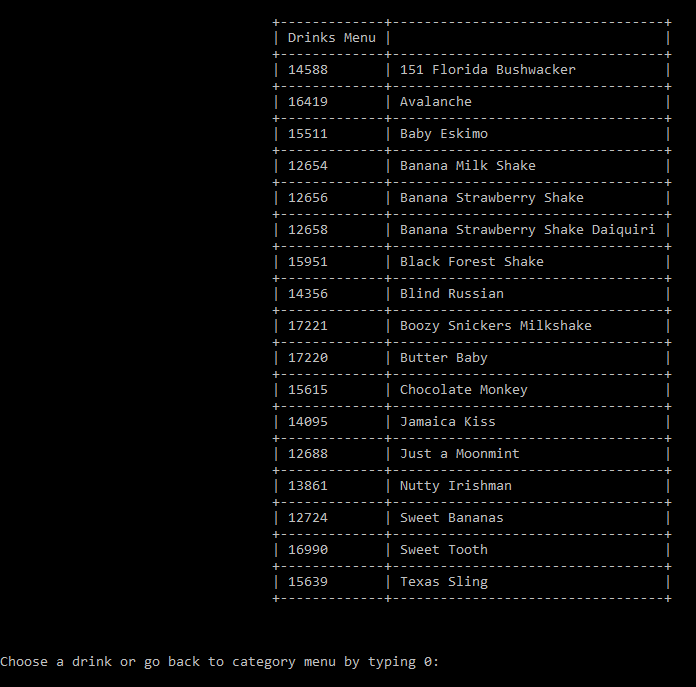 Drinks Menu
14588 151 Florida Bushwacker
16419 Avalanche
15511 Baby Eskimo
12654 Banana Milk Shake
12656 Banana Strawberry Shake
12658 Banana Strawberry Shake Daiquiri
15951 Black Forest Shake
14356 Blind Russian
17221 Boozy Snickers Milkshake
17220 Butter Baby
15615 Chocolate Monkey
14095 Jamaica Kiss
12688 Just a Moonmint
13861 Nutty Irishman
12724 Sweet Bananas
16990 Sweet Tooth
15639 Texas Sling
Choose a drink or go back to category menu by typing 0: